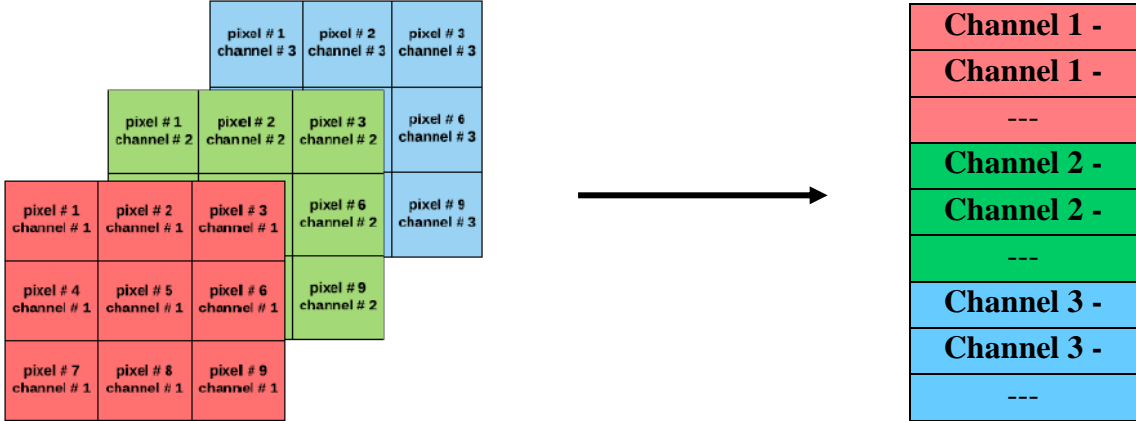 pixel # 1
channel # 3
pixel # 2
channel # 3
pixel # 3
channel # 3
pixel # 6
channel # 3
pixel # 9
channel # 3
pixel # 1
channel # 2
pixel # 2
channel # 2
pixel # 3
channel # 2
pixel # 6
channel # 2
pixel # 9
channel # 2
pixel # 1
channel # 1
pixel # 2
channel # 1
pixel # 3
channel # 1
pixel # 4
channel # 1
pixel # 5
channel # 1
pixel # 6
channel # 1
pixel # 7
channel # 1
pixel # 8
channel # 1
pixel # 9
channel # 1
Channel 1 -
Channel 1 -
---
Channel 2 -
Channel 2 -
---
Channel 3 -
Channel 3 -
---